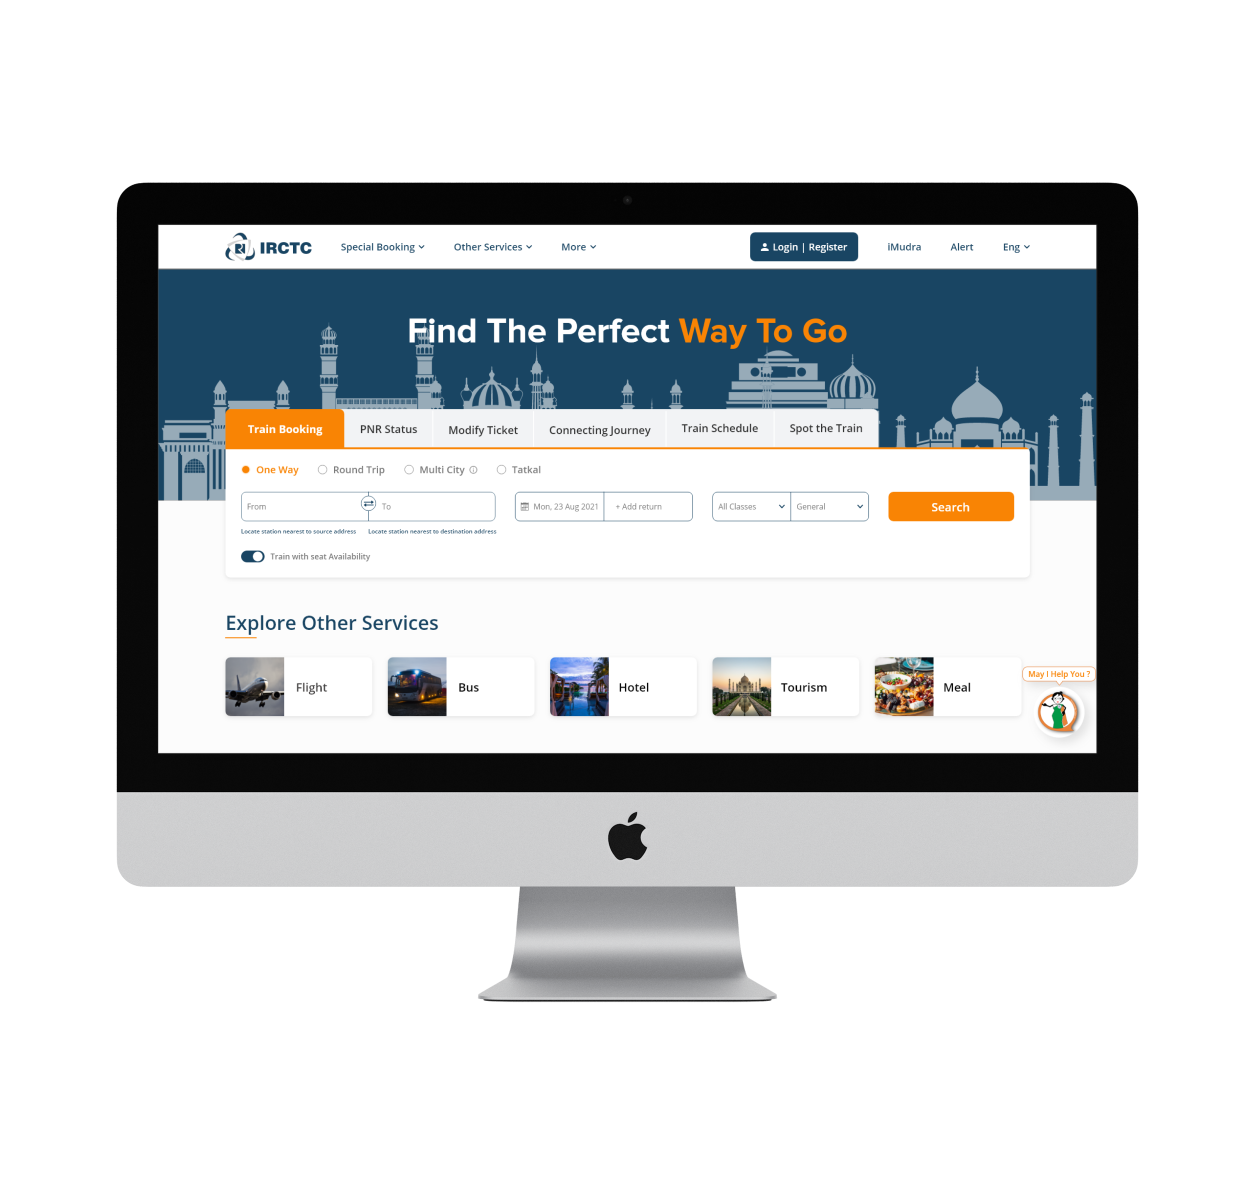 IRCTC Special Booking Other Services More Login | Register iMudra Alert Eng
Find The Perfect Way To Go
Train Booking PNR Status Modify Ticket Connecting Journey Train Schedule Spot the Train
One Way Round Trip Multi City Tatkal
From To Mon, 23 Aug 2021 + Add return All Classes General Search
Locate station nearest to source address Locate station nearest to destination address
Train with seat Availability
Explore Other Services
May I Help You ?
Flight Bus Hotel Tourism Meal